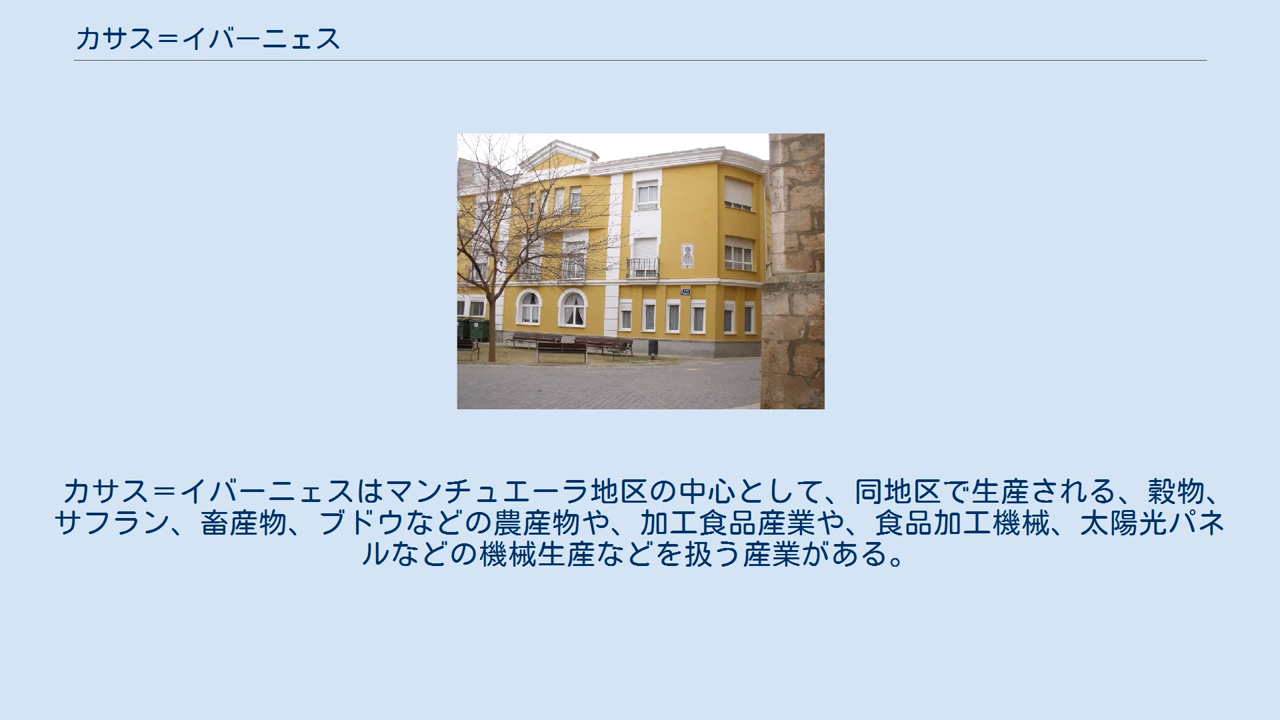 カサス＝イバーニェス
カサス＝イバーニェスはマンチュエーラ地区の中心として、同地区で生産される、穀物、
サフラン、畜産物、ブドウなどの農産物や、加工食品産業や、食品加工機械、太陽光パネ
ルなどの機械生産などを扱う産業がある。